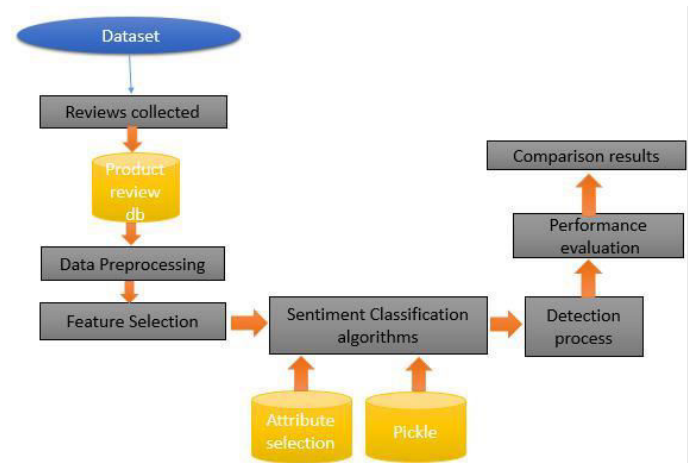 Dataset
Reviews collected
Product
review
db
Data Preprocessing
Feature Selection
Sentiment Classification
algorithms
Attribute
selection
Pickle
Detection
process
Performance
evaluation
Comparison results